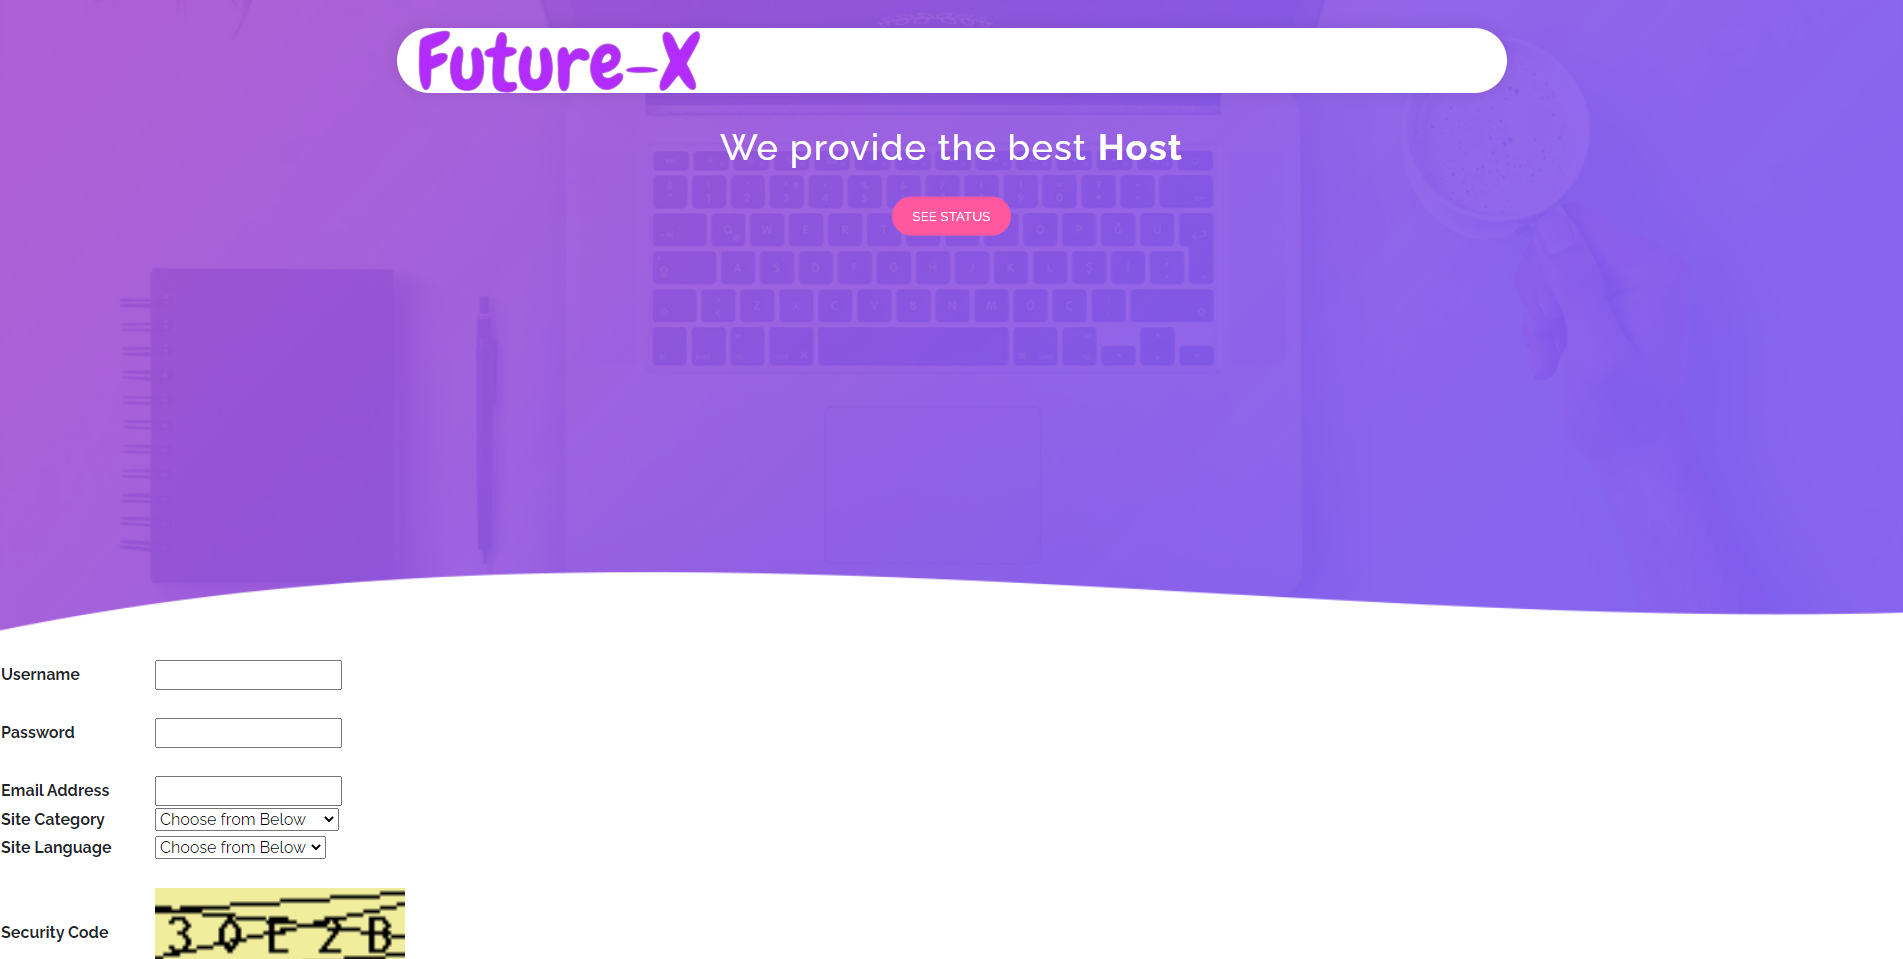 Future-X
We provide the best Host
SEE STATUS
Username
Password
Email Address
Site Category Choose from Below
Site Language Choose from Below
Security Code 3QE2B